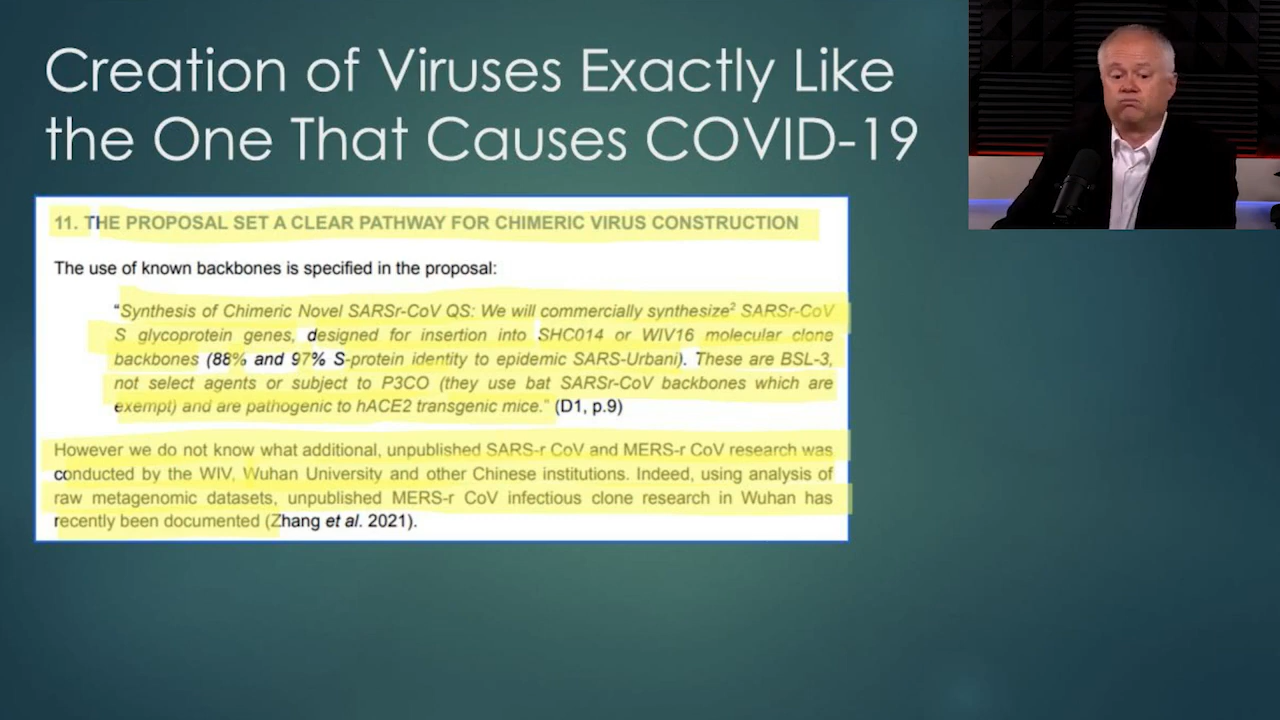 Creation of Viruses Exactly Like
the One That Causes COVID-19
11. THE PROPOSAL SET A CLEAR PATHWAY FOR CHIMERIC VIRUS CONSTRUCTION
The use of known backbones is specified in the proposal:
“Synthesis of Chimeric Novel SARSr-CoV QS: We will commercially synthesize² SARSr-CoV
S glycoprotein genes, designed for insertion into SHC014 or WIV16 molecular clone
backbones (88% and 97% S-protein identity to epidemic SARS-Urbani). These are BSL-3,
not select agents or subject to P3CO (they use bat SARSr-CoV backbones which are
exempt) and are pathogenic to hACE2 transgenic mice.” (D1, p.9)
However we do not know what additional, unpublished SARS-r CoV and MERS-r CoV research was
conducted by the WIV, Wuhan University and other Chinese institutions. Indeed, using analysis of
raw metagenomic datasets, unpublished MERS-r CoV infectious clone research in Wuhan has
recently been documented (Zhang et al. 2021).